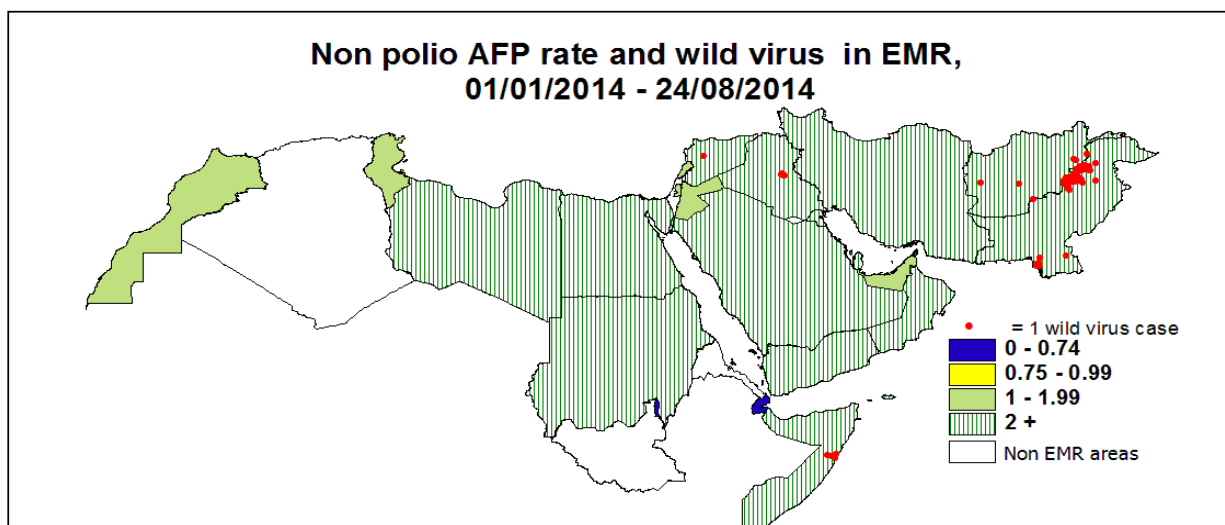 Non polio AFP rate and wild virus in EMR,
01/01/2014 - 24/08/2014
= 1 wild virus case
0 - 0.74
0.75 - 0.99
1 - 1.99
2 +
Non EMR areas